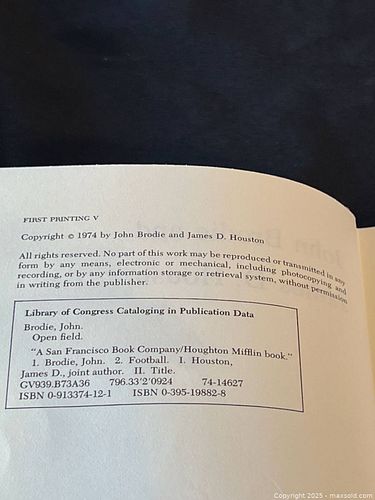 FIRST PRINTING V
Copyright © 1974 by John Brodie and James D. Houston
All rights reserved. No part of this work may be reproduced or transmitted in any
form by any means, electronic or mechanical, including photocopying and
recording, or by any information storage or retrieval system, without permission
in writing from the publisher.
Library of Congress Cataloging in Publication Data
Brodie, John.
Open field.
"A San Francisco Book Company/Houghton Mifflin book."
1. Brodie, John. 2. Football. I. Houston,
James D., joint author. II. Title.
GV939.B73A36 796.33'2'0924 74-14627
ISBN 0-913374-12-1 ISBN 0-395-19882-8
Copyright 2025 - maxsold.com